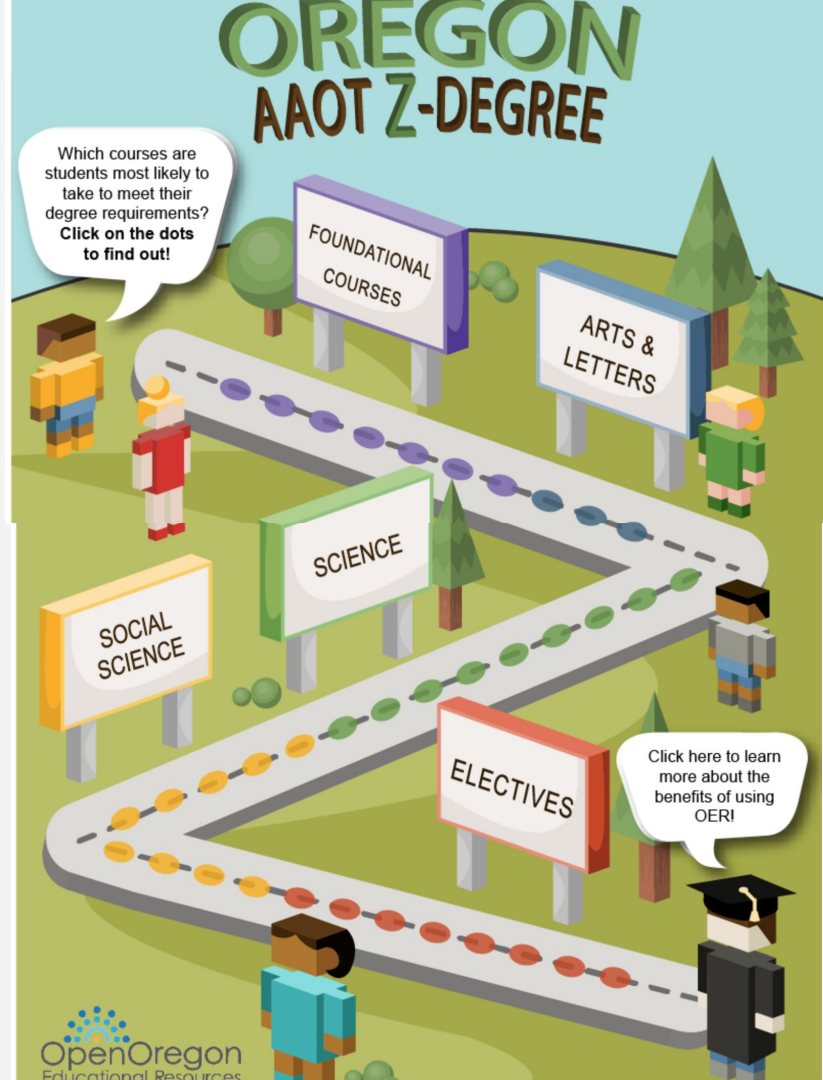 OREGON
AAOT Z-DEGREE
Which courses are
students most likely to
take to meet their
degree requirements?
Click on the dots
to find out!
FOUNDATIONAL
COURSES
ARTS &
LETTERS
SCIENCE
SOCIAL
SCIENCE
ELECTIVES
Click here to learn
more about the
benefits of using
OER!
OpenOregon
Educational Resources